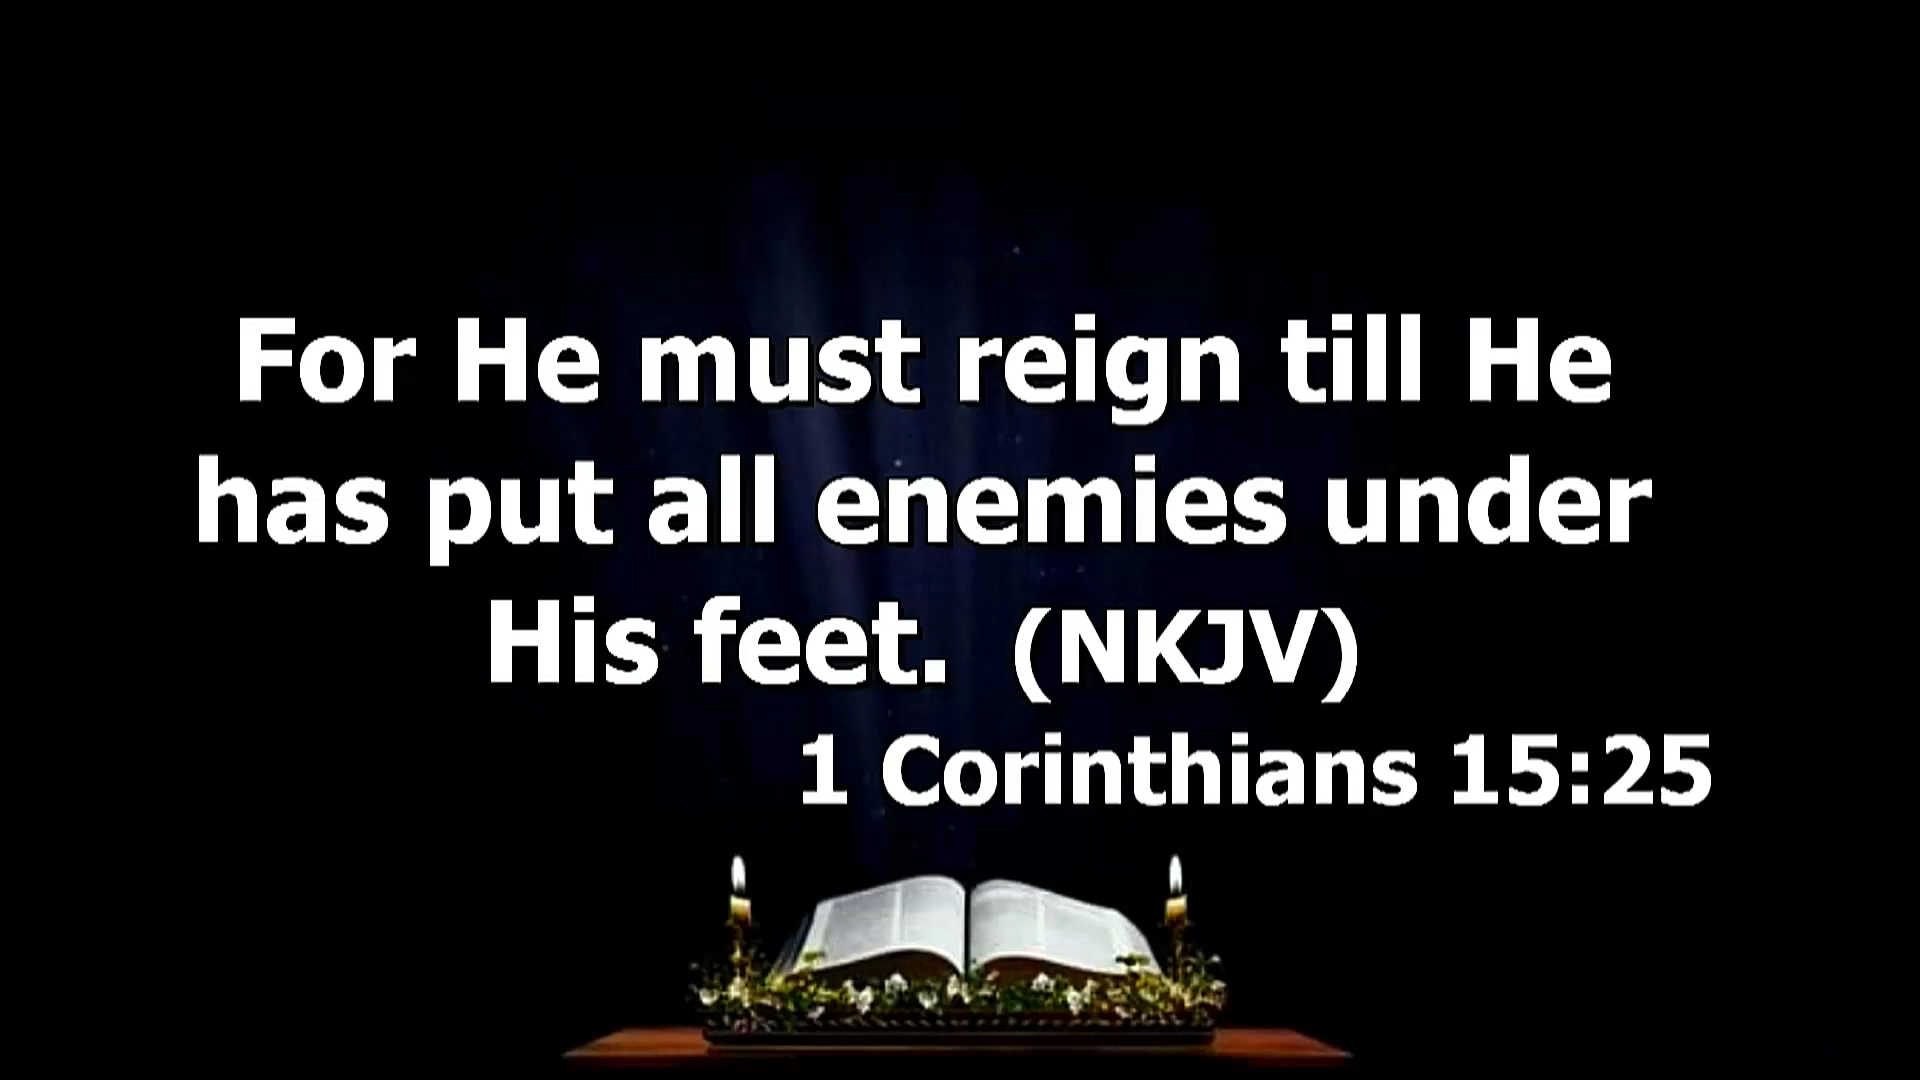 For He must reign till He
has put all enemies under
His feet.  (NKJV)
1 Corinthians 15:25